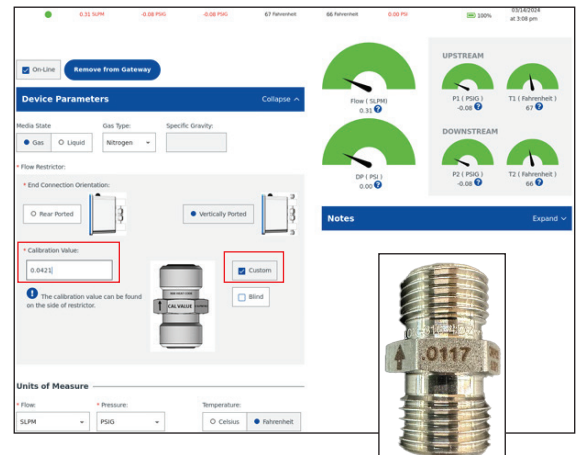 0.31 SLPM -0.08 PSIG -0.08 PSIG 67 Fahrenheit 66 Fahrenheit 0.00 PSI 100% 03/14/2024
at 3:08 pm
On-Line Remove from Gateway
Device Parameters Collapse
Media State Gas Type: Specific Gravity:
Gas Liquid Nitrogen
* Flow Restrictor:
* End Connection Orientation:
Rear Ported Vertically Ported
* Calibration Value:
0.0421
Custom
The calibration value can be found
on the side of restrictor.
Blind
CAL VALUE
Units of Measure
* Flow: * Pressure: Temperature:
SLPM PSIG Celsius Fahrenheit
Flow ( SLPM)
0.31 ?
DP ( PSI )
0.00 ?
UPSTREAM
P1 ( PSIG ) T1 ( Fahrenheit )
-0.08 ? 67 ?
DOWNSTREAM
P2 ( PSIG ) T2 ( Fahrenheit )
-0.08 ? 66 ?
Notes Expand
.0117